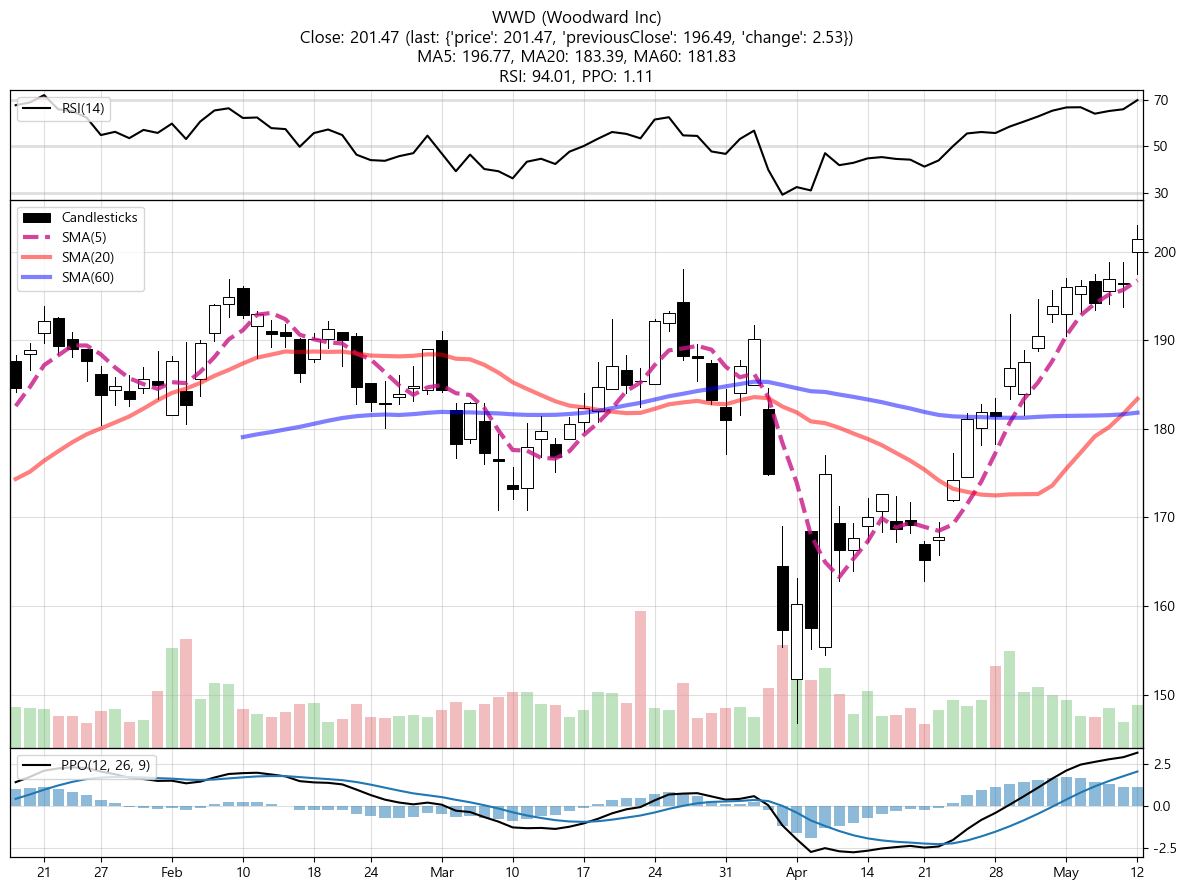 WWD (Woodward Inc)
Close: 201.47 (last: {'price': 201.47, 'previousClose': 196.49, 'change': 2.53})
MA5: 196.77, MA20: 183.39, MA60: 181.83
RSI: 94.01, PPO: 1.11
RSI(14)
70
50
30
Candlesticks
SMA(5)
SMA(20)
SMA(60)
200
190
180
170
160
150
PPO(12, 26, 9)
2.5
0.0
-2.5
21 27 Feb 10 18 24 Mar 10 17 24 31 Apr 14 21 28 May 12